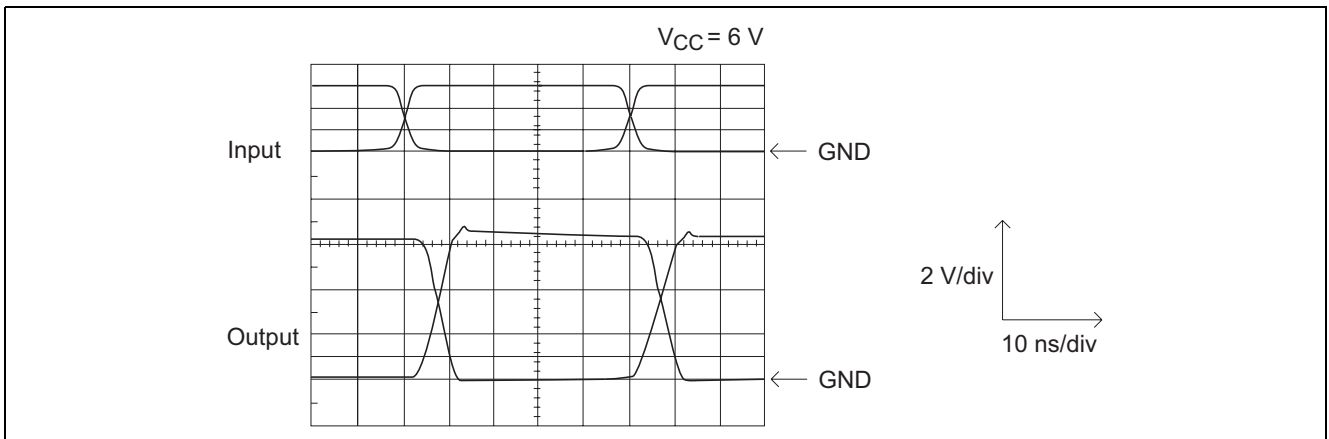 V_CC = 6 V
Input
GND
2 V/div
10 ns/div
Output
GND